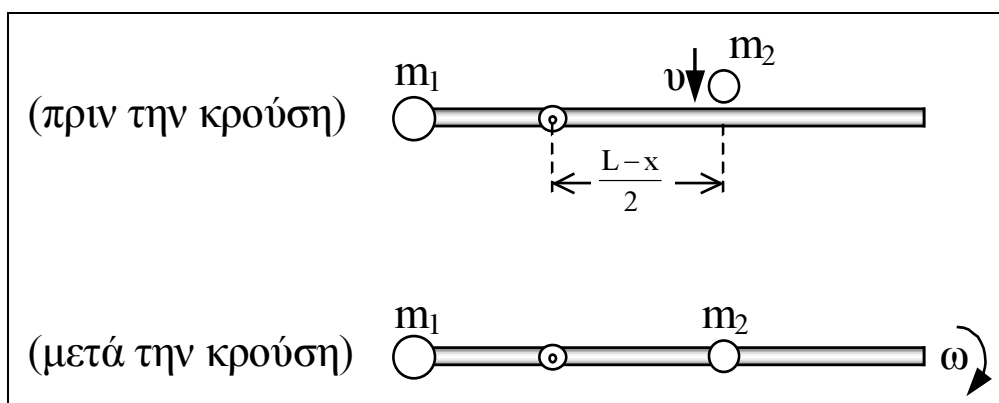 m₂
m₁
υ
(πριν την κρούση)
L – x
2
m₁ m₂
(μετά την κρούση)
ω